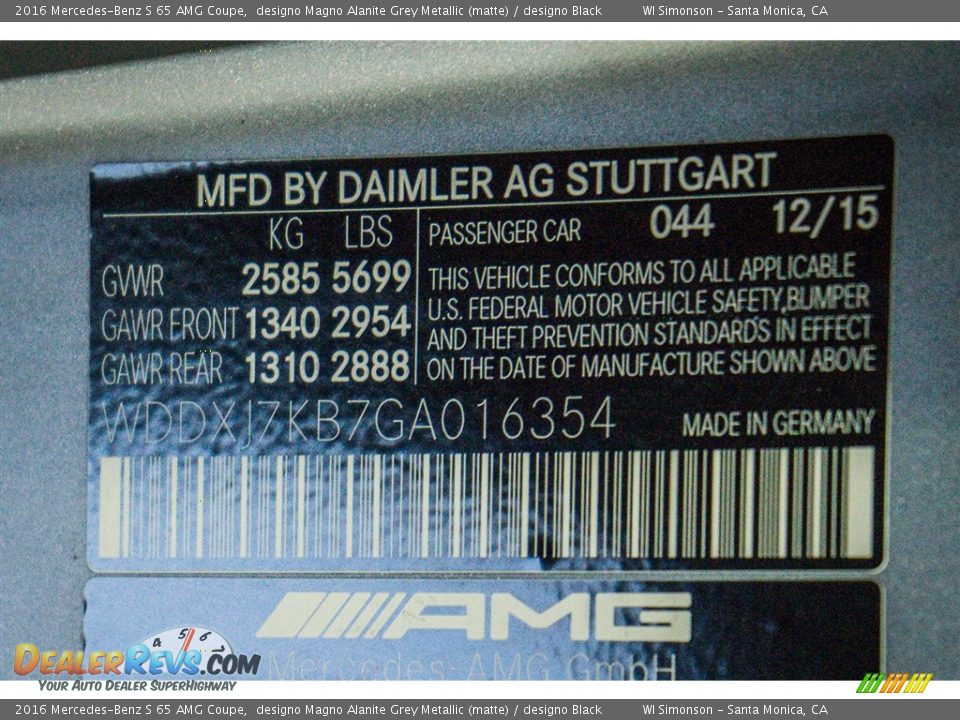 2016 Mercedes-Benz S 65 AMG Coupe,  designo Magno Alanite Grey Metallic (matte) / designo Black     WI Simonson - Santa Monica, CA
MFD BY DAIMLER AG STUTTGART
KG LBS
GVWR 2585 5699
GAWR FRONT 1340 2954
GAWR REAR 1310 2888
PASSENGER CAR 044 12/15
THIS VEHICLE CONFORMS TO ALL APPLICABLE
U.S. FEDERAL MOTOR VEHICLE SAFETY,BUMPER
AND THEFT PREVENTION STANDARDS IN EFFECT
ON THE DATE OF MANUFACTURE SHOWN ABOVE
WDDXJ7KB7GA016354 MADE IN GERMANY
AMG
Mercedes AMG GmbH
4 5 6
DEALERREVS.COM
YOUR AUTO DEALER SUPERHIGHWAY
2016 Mercedes-Benz S 65 AMG Coupe,  designo Magno Alanite Grey Metallic (matte) / designo Black     WI Simonson - Santa Monica, CA